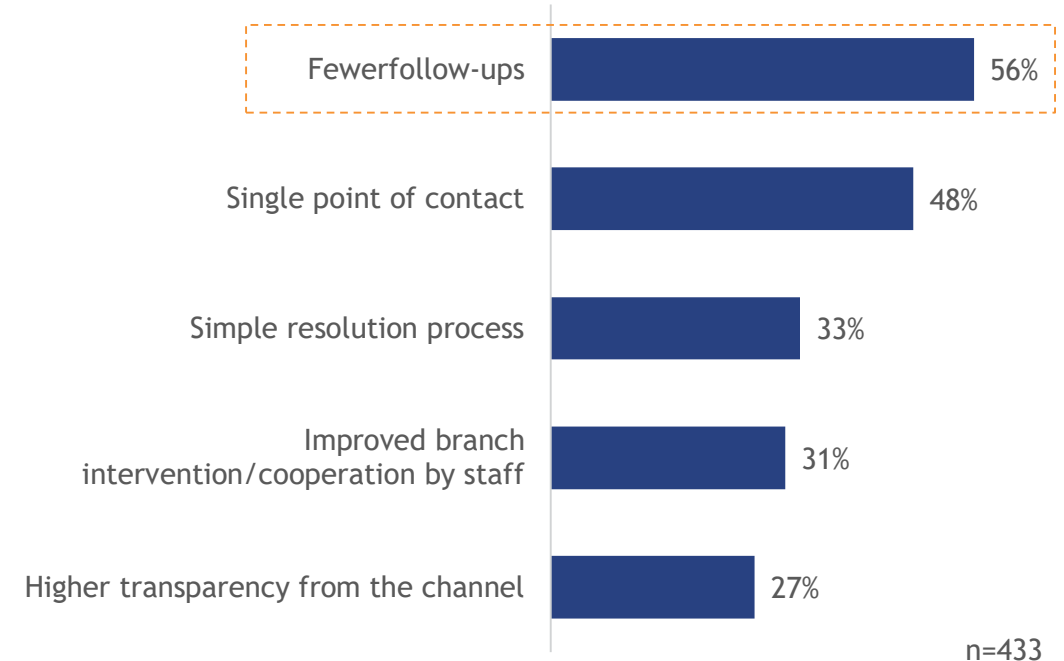 Fewerfollow-ups
56%
Single point of contact
48%
Simple resolution process
33%
Improved branch
intervention/cooperation by staff
31%
Higher transparency from the channel
27%
n=433